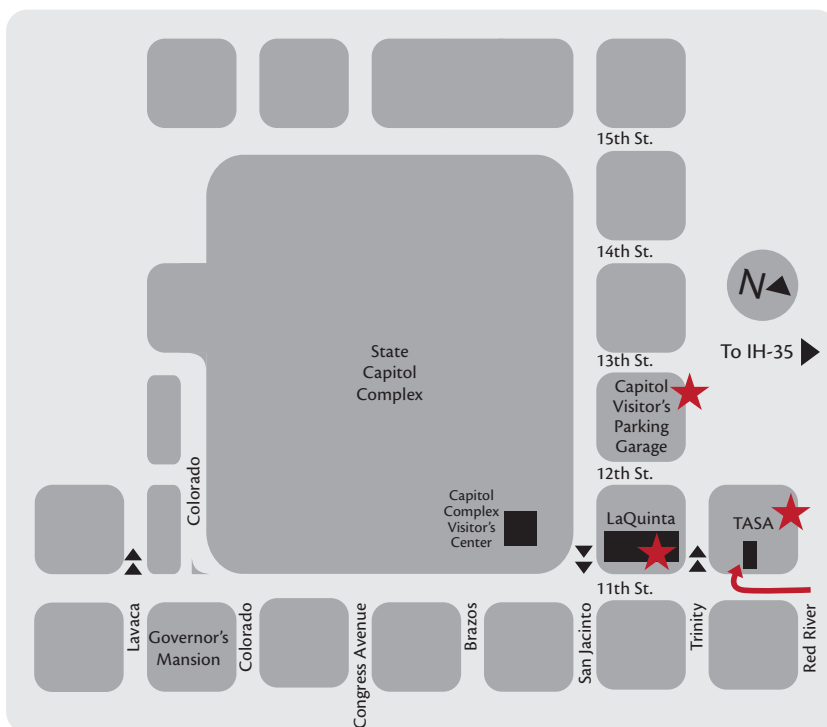 15th St.
14th St.
N
13th St.
To IH-35
State
Capitol
Complex
Capitol
Visitor's
Parking
Garage
12th St.
Colorado
Capitol
Complex
Visitor's
Center
LaQuinta
TASA
11th St.
Lavaca
Governor's
Mansion
Colorado
Congress Avenue
Brazos
San Jacinto
Trinity
Red River